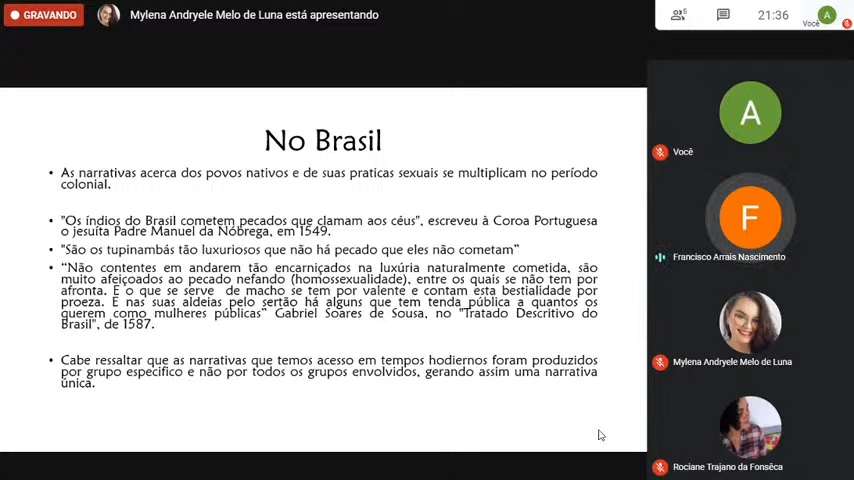 GRAVANDO
Mylena Andryele Melo de Luna está apresentando
6
21:36
Você
A
No Brasil
• As narrativas acerca dos povos nativos e de suas praticas sexuais se multiplicam no período
colonial.
• "Os índios do Brasil cometem pecados que clamam aos céus", escreveu à Coroa Portuguesa
o jesuíta Padre Manuel da Nóbrega, em 1549.
• "São os tupinambás tão luxuriosos que não há pecado que eles não cometam”
• “Não contentes em andarem tão encarniçados na luxúria naturalmente cometida, são
muito afeiçoados ao pecado nefando (homossexualidade), entre os quais se não tem por
afronta. E o que se serve de macho se tem por valente e contam esta bestialidade por
proeza. E nas suas aldeias pelo sertão há alguns que tem tenda pública a quantos os
querem como mulheres públicas” Gabriel Soares de Sousa, no "Tratado Descritivo do
Brasil", de 1587.
• Cabe ressaltar que as narrativas que temos acesso em tempos hodiernos foram produzidos
por grupo especifico e não por todos os grupos envolvidos, gerando assim uma narrativa
única.
A
Você
F
Francisco Arrais Nascimento
Mylena Andryele Melo de Luna
Rociane Trajano da Fonsêca